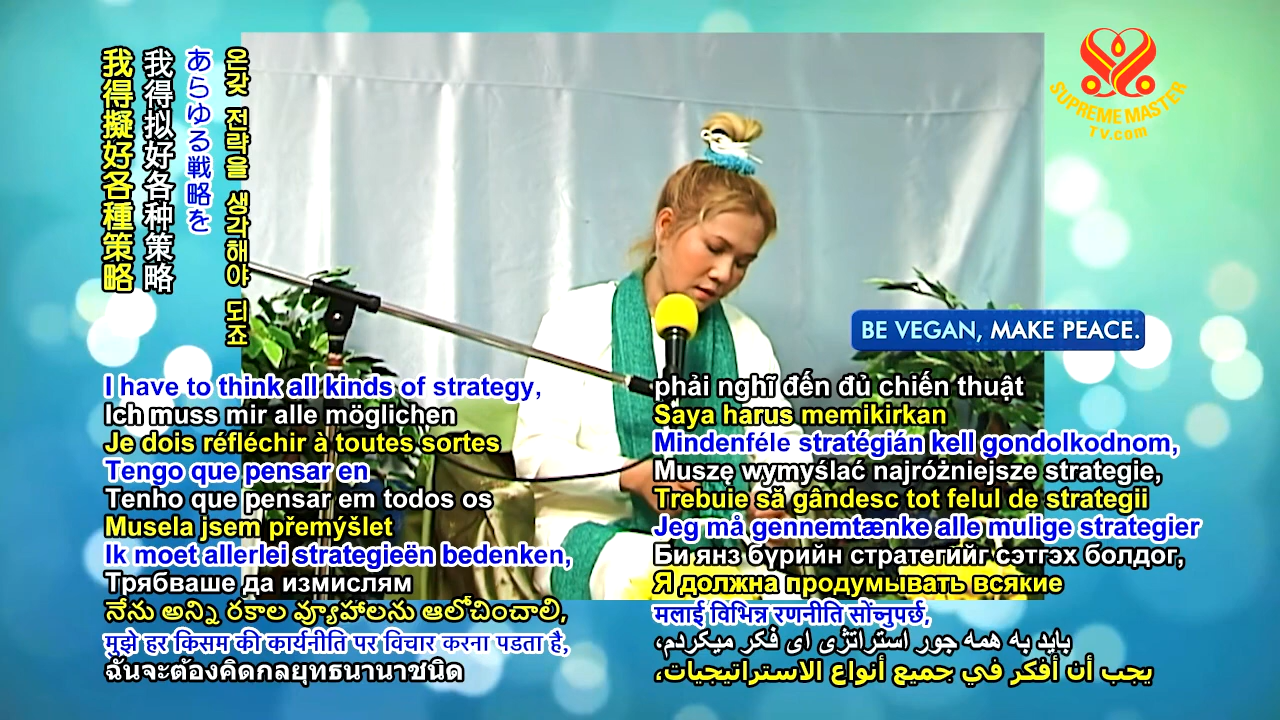 我得擬好各種策略
我得拟好各种策略
あらゆる戦略を
온갖 전략을 생각해야 되죠
SUPREME MASTER
TV.com
BE VEGAN, MAKE PEACE.
I have to think all kinds of strategy,
Ich muss mir alle möglichen
Je dois réfléchir à toutes sortes
Tengo que pensar en
Tenho que pensar em todos os
Musela jsem přemýšlet
Ik moet allerlei strategieën bedenken,
Трябваше да измислям
నేను అన్ని రకాల వ్యూహాలను ఆలోచించాలి,
मुझे हर किसम की कार्यनीति पर विचार करना पडता है,
ฉันจะต้องคิดกลยุทธนานาชนิด
phải nghĩ đến đủ chiến thuật
Saya harus memikirkan
Mindenféle stratégián kell gondolkodnom,
Muszę wymyślać najróżniejsze strategie,
Trebuie să gândesc tot felul de strategii
Jeg må gennemtænke alle mulige strategier
Би янз бүрийн стратегийг сэтгэх болдог,
Я должна продумывать всякие
मलाई विभिन्न रणनीति सोंच्नुपर्छ,
باید به همه جور استراتژی ای فکر میکردم،
يجب أن أفكر في جميع أنواع الاستراتيجيات،